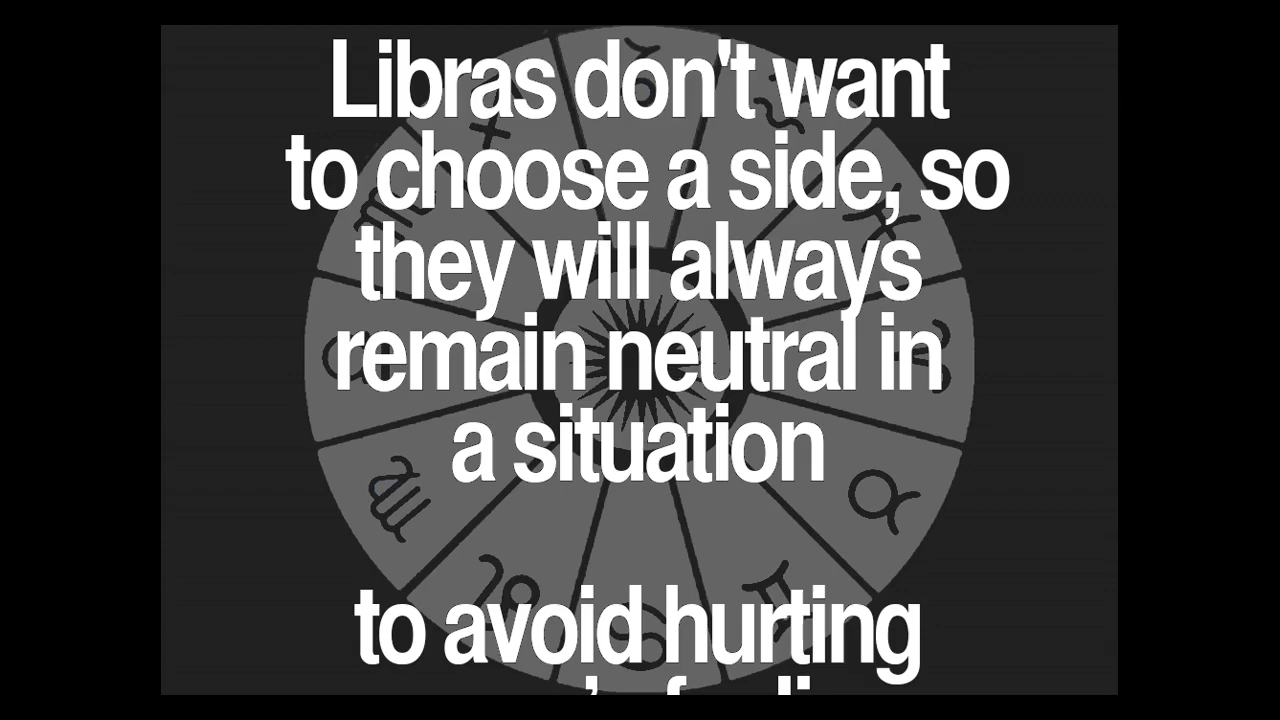 Libras don't want
to choose a side, so
they will always
remain neutral in
a situation
to avoid hurting